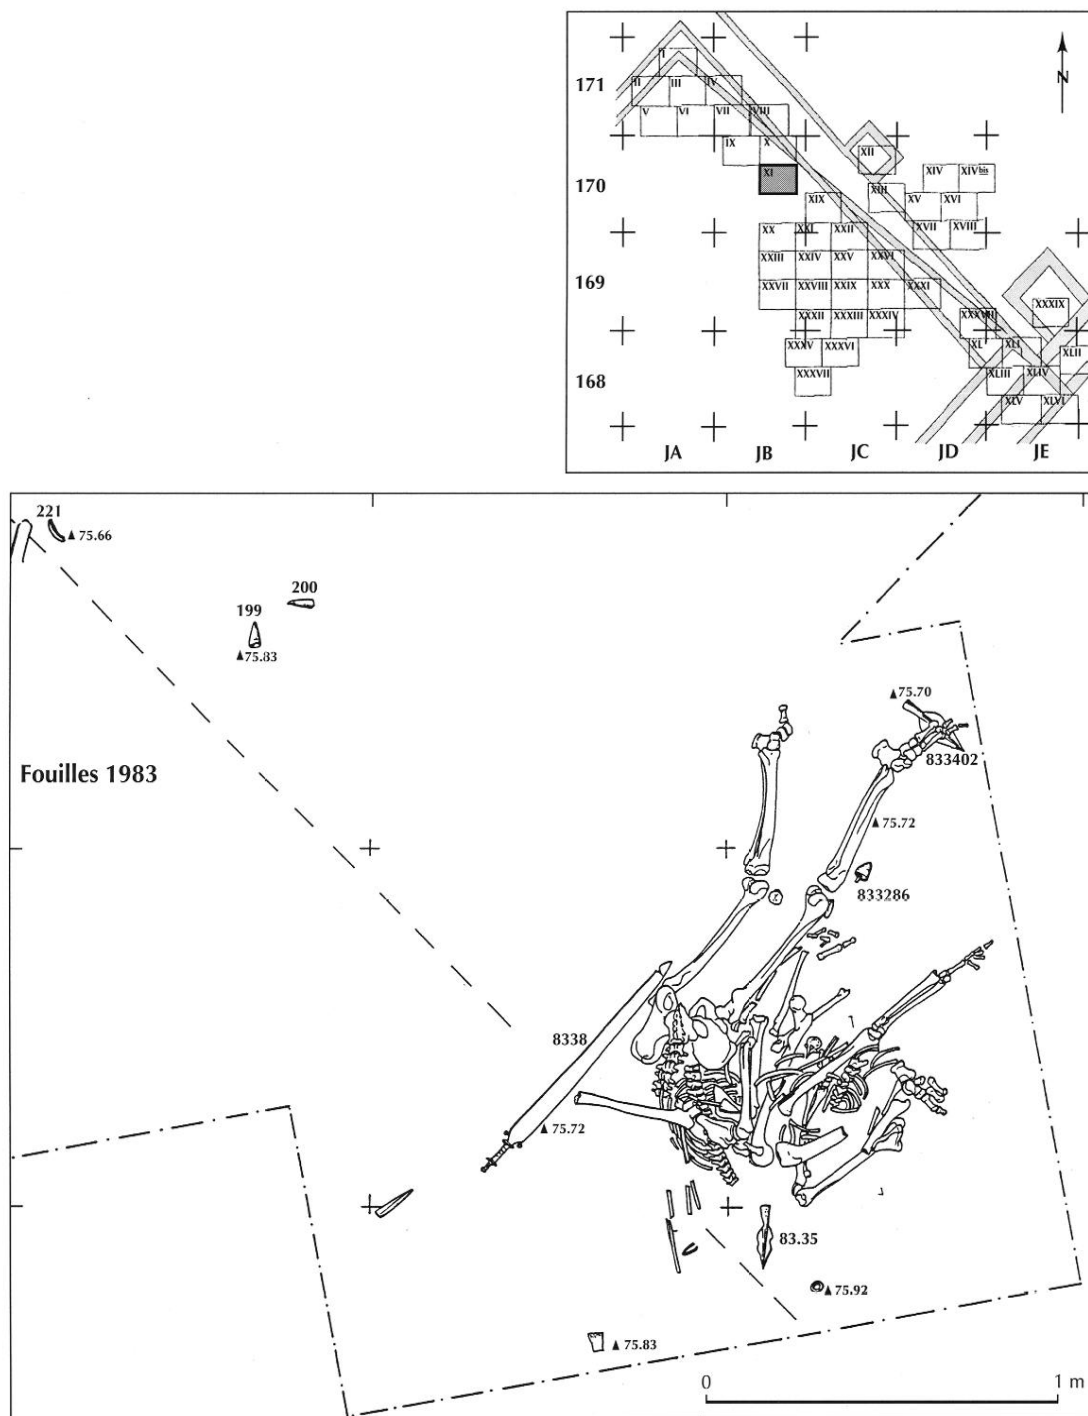 N
171
I
II III IV
V VI VII VIII
IX X
XI
170
XII
XIII
XIV XIVbis
XV XVI
XVII XVIII
XIX
XX XXI XXII
XXIII XXIV XXV XXVI
169
XXVII XXVIII XXIX XXX XXXI
XXXII XXXIII XXXIV
XXXV XXXVI
XXXVII
XXXVIII
XXXIX
XL XLI
XLII
168
XLIII XLIV
XLV XLVI
JA JB JC JD JE
221
▲ 75.66
200
199
▲75.83
▲75.70
833402
Fouilles 1983
▲ 75.72
833286
8338
▲ 75.72
83.35
▲ 75.92
▲ 75.83
0 1 m